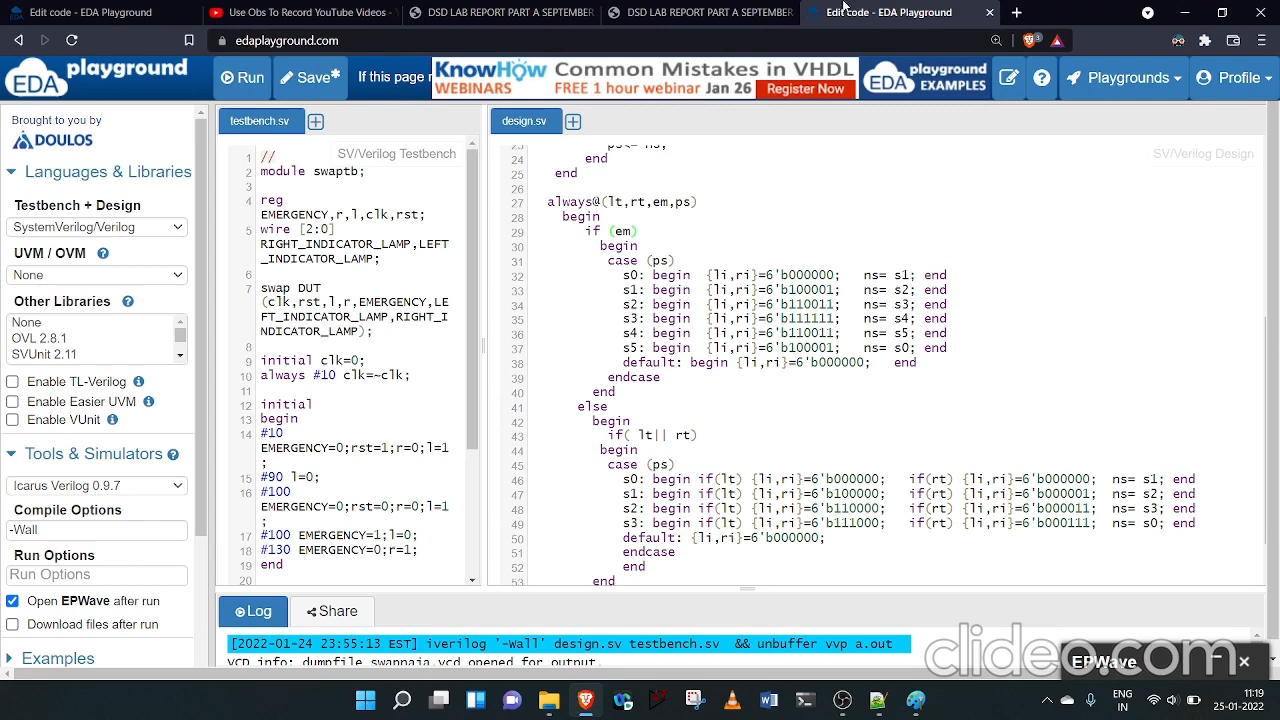 Edit code - EDA Playground
Use Obs To Record YouTube Videos -
DSD LAB REPORT PART A SEPTEMBER
DSD LAB REPORT PART A SEPTEMBER
Edit code - EDA Playground
edaplayground.com
EDA playground
Run
Save*
If this page r
KnowHow WEBINARS
Common Mistakes in VHDL
FREE 1 hour webinar Jan 26
Register Now
EDA playground EXAMPLES
Playgrounds
Profile
Brought to you by
DOULOS
Languages & Libraries
Testbench + Design
SystemVerilog/Verilog
UVM / OVM
None
Other Libraries
None
OVL 2.8.1
SVUnit 2.11
Enable TL-Verilog
Enable Easier UVM
Enable VUnit
Tools & Simulators
Icarus Verilog 0.9.7
Compile Options
-Wall
Run Options
Run Options
Open EPWave after run
Download files after run
Examples
testbench.sv
SV/Verilog Testbench
1 //
2 module swaptb;
3
4 reg
EMERGENCY,r,l,clk,rst;
5 wire [2:0]
RIGHT_INDICATOR_LAMP,LEFT
_INDICATOR_LAMP;
6
7 swap DUT
(clk,rst,l,r,EMERGENCY,LE
FT_INDICATOR_LAMP,RIGHT_I
NDICATOR_LAMP);
8
9 initial clk=0;
10 always #10 clk=~clk;
11
12 initial
13 begin
14 #10
EMERGENCY=0;rst=1;r=0;l=1
;
15 #90 l=0;
16 #100
EMERGENCY=0;rst=0;r=0;l=1
;
17 #100 EMERGENCY=1;l=0;
18 #130 EMERGENCY=0;r=1;
19 end
20
design.sv
SV/Verilog Design
23 ps<= ns;
24 end
25 end
26
27 always@(lt,rt,em,ps)
28 begin
29 if (em)
30 begin
31 case (ps)
32 s0: begin {li,ri}=6'b000000; ns= s1; end
33 s1: begin {li,ri}=6'b100001; ns= s2; end
34 s2: begin {li,ri}=6'b110011; ns= s3; end
35 s3: begin {li,ri}=6'b111111; ns= s4; end
36 s4: begin {li,ri}=6'b110011; ns= s5; end
37 s5: begin {li,ri}=6'b100001; ns= s0; end
38 default: begin {li,ri}=6'b000000; end
39 endcase
40 end
41 else
42 begin
43 if( lt|| rt)
44 begin
45 case (ps)
46 s0: begin if(lt) {li,ri}=6'b000000; if(rt) {li,ri}=6'b000000; ns= s1; end
47 s1: begin if(lt) {li,ri}=6'b100000; if(rt) {li,ri}=6'b000001; ns= s2; end
48 s2: begin if(lt) {li,ri}=6'b110000; if(rt) {li,ri}=6'b000011; ns= s3; end
49 s3: begin if(lt) {li,ri}=6'b111000; if(rt) {li,ri}=6'b000111; ns= s0; end
50 default: {li,ri}=6'b000000;
51 endcase
52 end
53 end
Log
Share
[2022-01-24 23:55:13 EST] iverilog '-Wall' design.sv testbench.sv && unbuffer vvp a.out
VCD info: dumpfile swapnaja.vcd opened for output.
clideo.com
EPWave
ENG
IN
11:19
25-01-2022